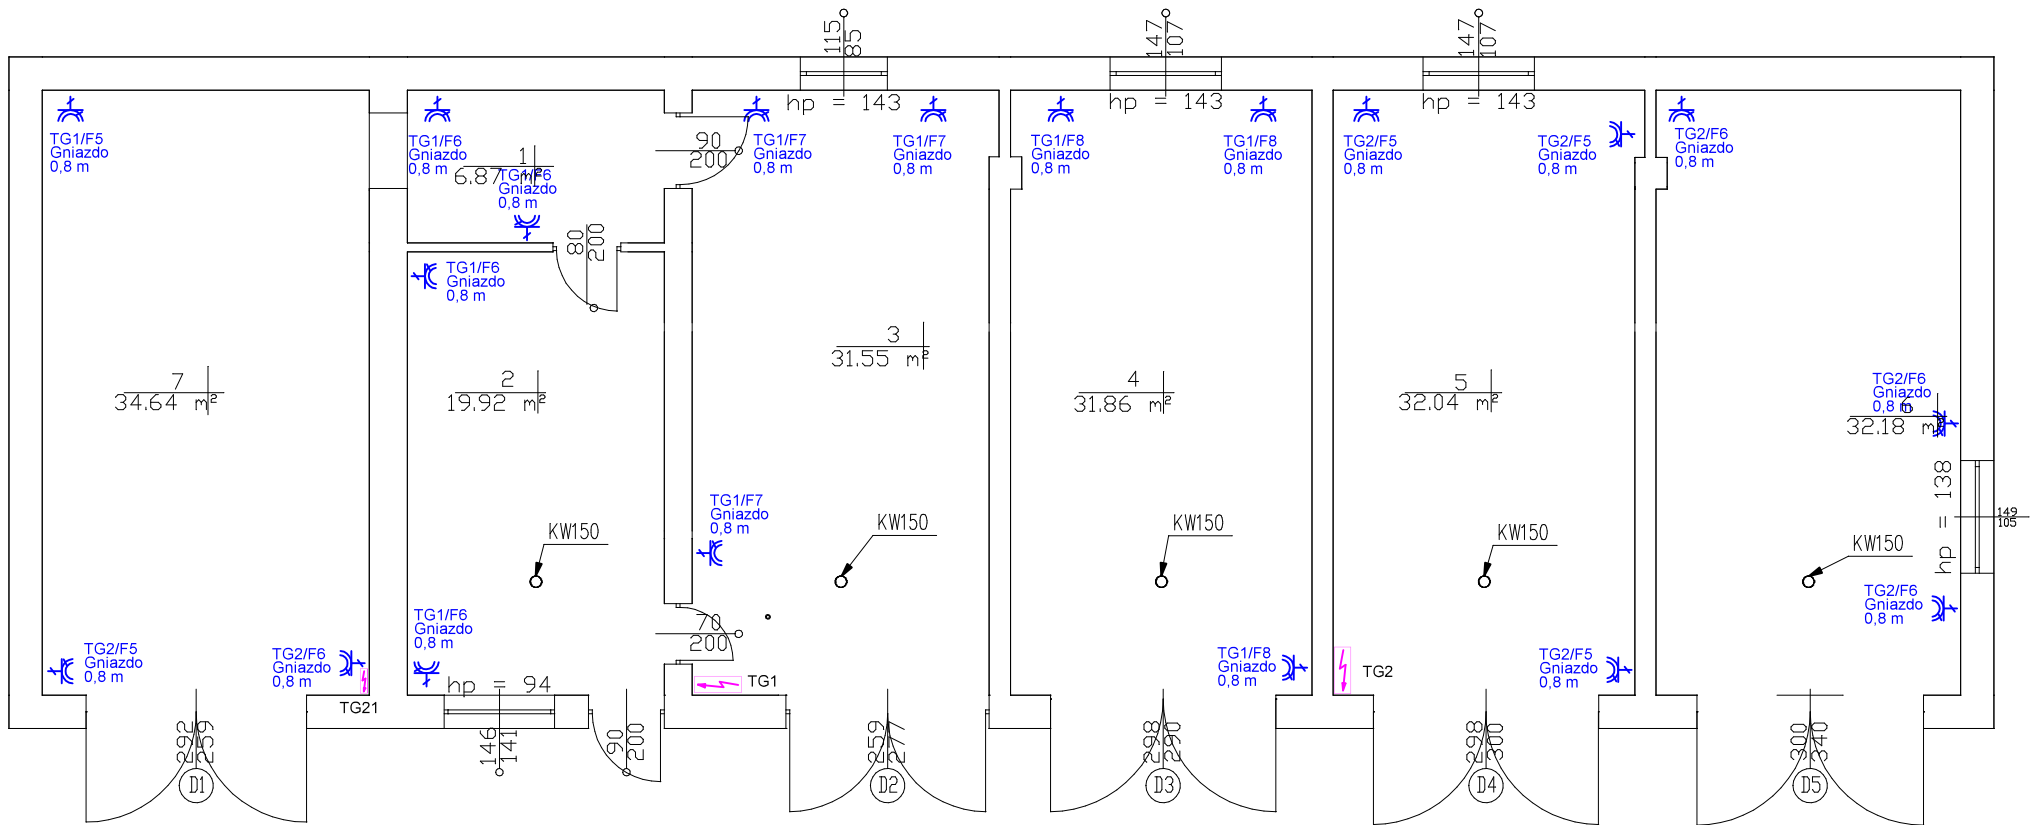 115
85
147
107
147
107
hp = 143
hp = 143
hp = 143
TG1/F5
Gniazdo
0,8 m
TG1/F6
Gniazdo
0,8 m
1
6.87 m²
TG1/F6
Gniazdo
0,8 m
90
200
TG1/F7
Gniazdo
0,8 m
TG1/F7
Gniazdo
0,8 m
TG1/F8
Gniazdo
0,8 m
TG1/F8
Gniazdo
0,8 m
TG2/F5
Gniazdo
0,8 m
TG2/F5
Gniazdo
0,8 m
TG2/F6
Gniazdo
0,8 m
80
200
TG1/F6
Gniazdo
0,8 m
7
34.64 m²
2
19.92 m²
3
31.55 m²
4
31.86 m²
5
32.04 m²
TG2/F6
Gniazdo
0,8 m
6
32.18 m²
TG1/F7
Gniazdo
0,8 m
KW150
KW150
KW150
KW150
KW150
hp = 138
149
105
TG1/F6
Gniazdo
0,8 m
70
200
TG2/F6
Gniazdo
0,8 m
TG2/F5
Gniazdo
0,8 m
TG2/F6
Gniazdo
0,8 m
TG1/F8
Gniazdo
0,8 m
TG2/F5
Gniazdo
0,8 m
TG21
hp = 94
TG1
TG2
292
259
146
141
90
200
259
277
298
290
298
300
300
340
D1
D2
D3
D4
D5